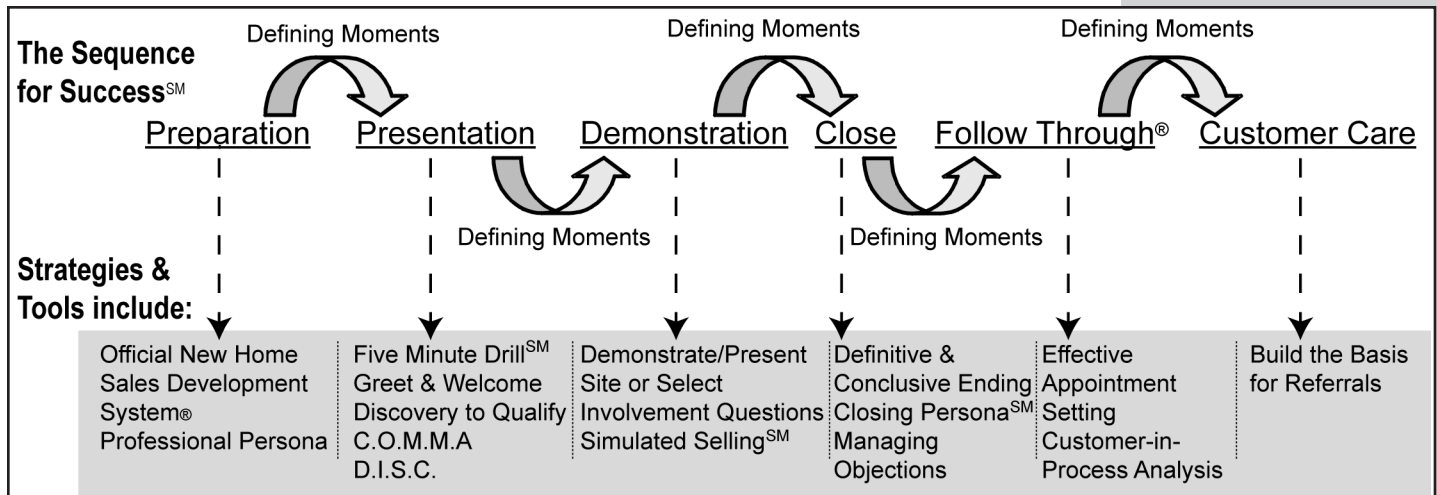 Defining Moments
Defining Moments
Defining Moments
The Sequence
for Success℠
Preparation
Presentation
Demonstration
Close
Follow Through®
Customer Care
Defining Moments
Defining Moments
Strategies &
Tools include:
Official New Home
Sales Development
System®
Professional Persona
Five Minute Drill℠
Greet & Welcome
Discovery to Qualify
C.O.M.M.A
D.I.S.C.
Demonstrate/Present
Site or Select
Involvement Questions
Simulated Selling℠
Definitive &
Conclusive Ending
Closing Persona℠
Managing
Objections
Effective
Appointment
Setting
Customer-in-
Process Analysis
Build the Basis
for Referrals